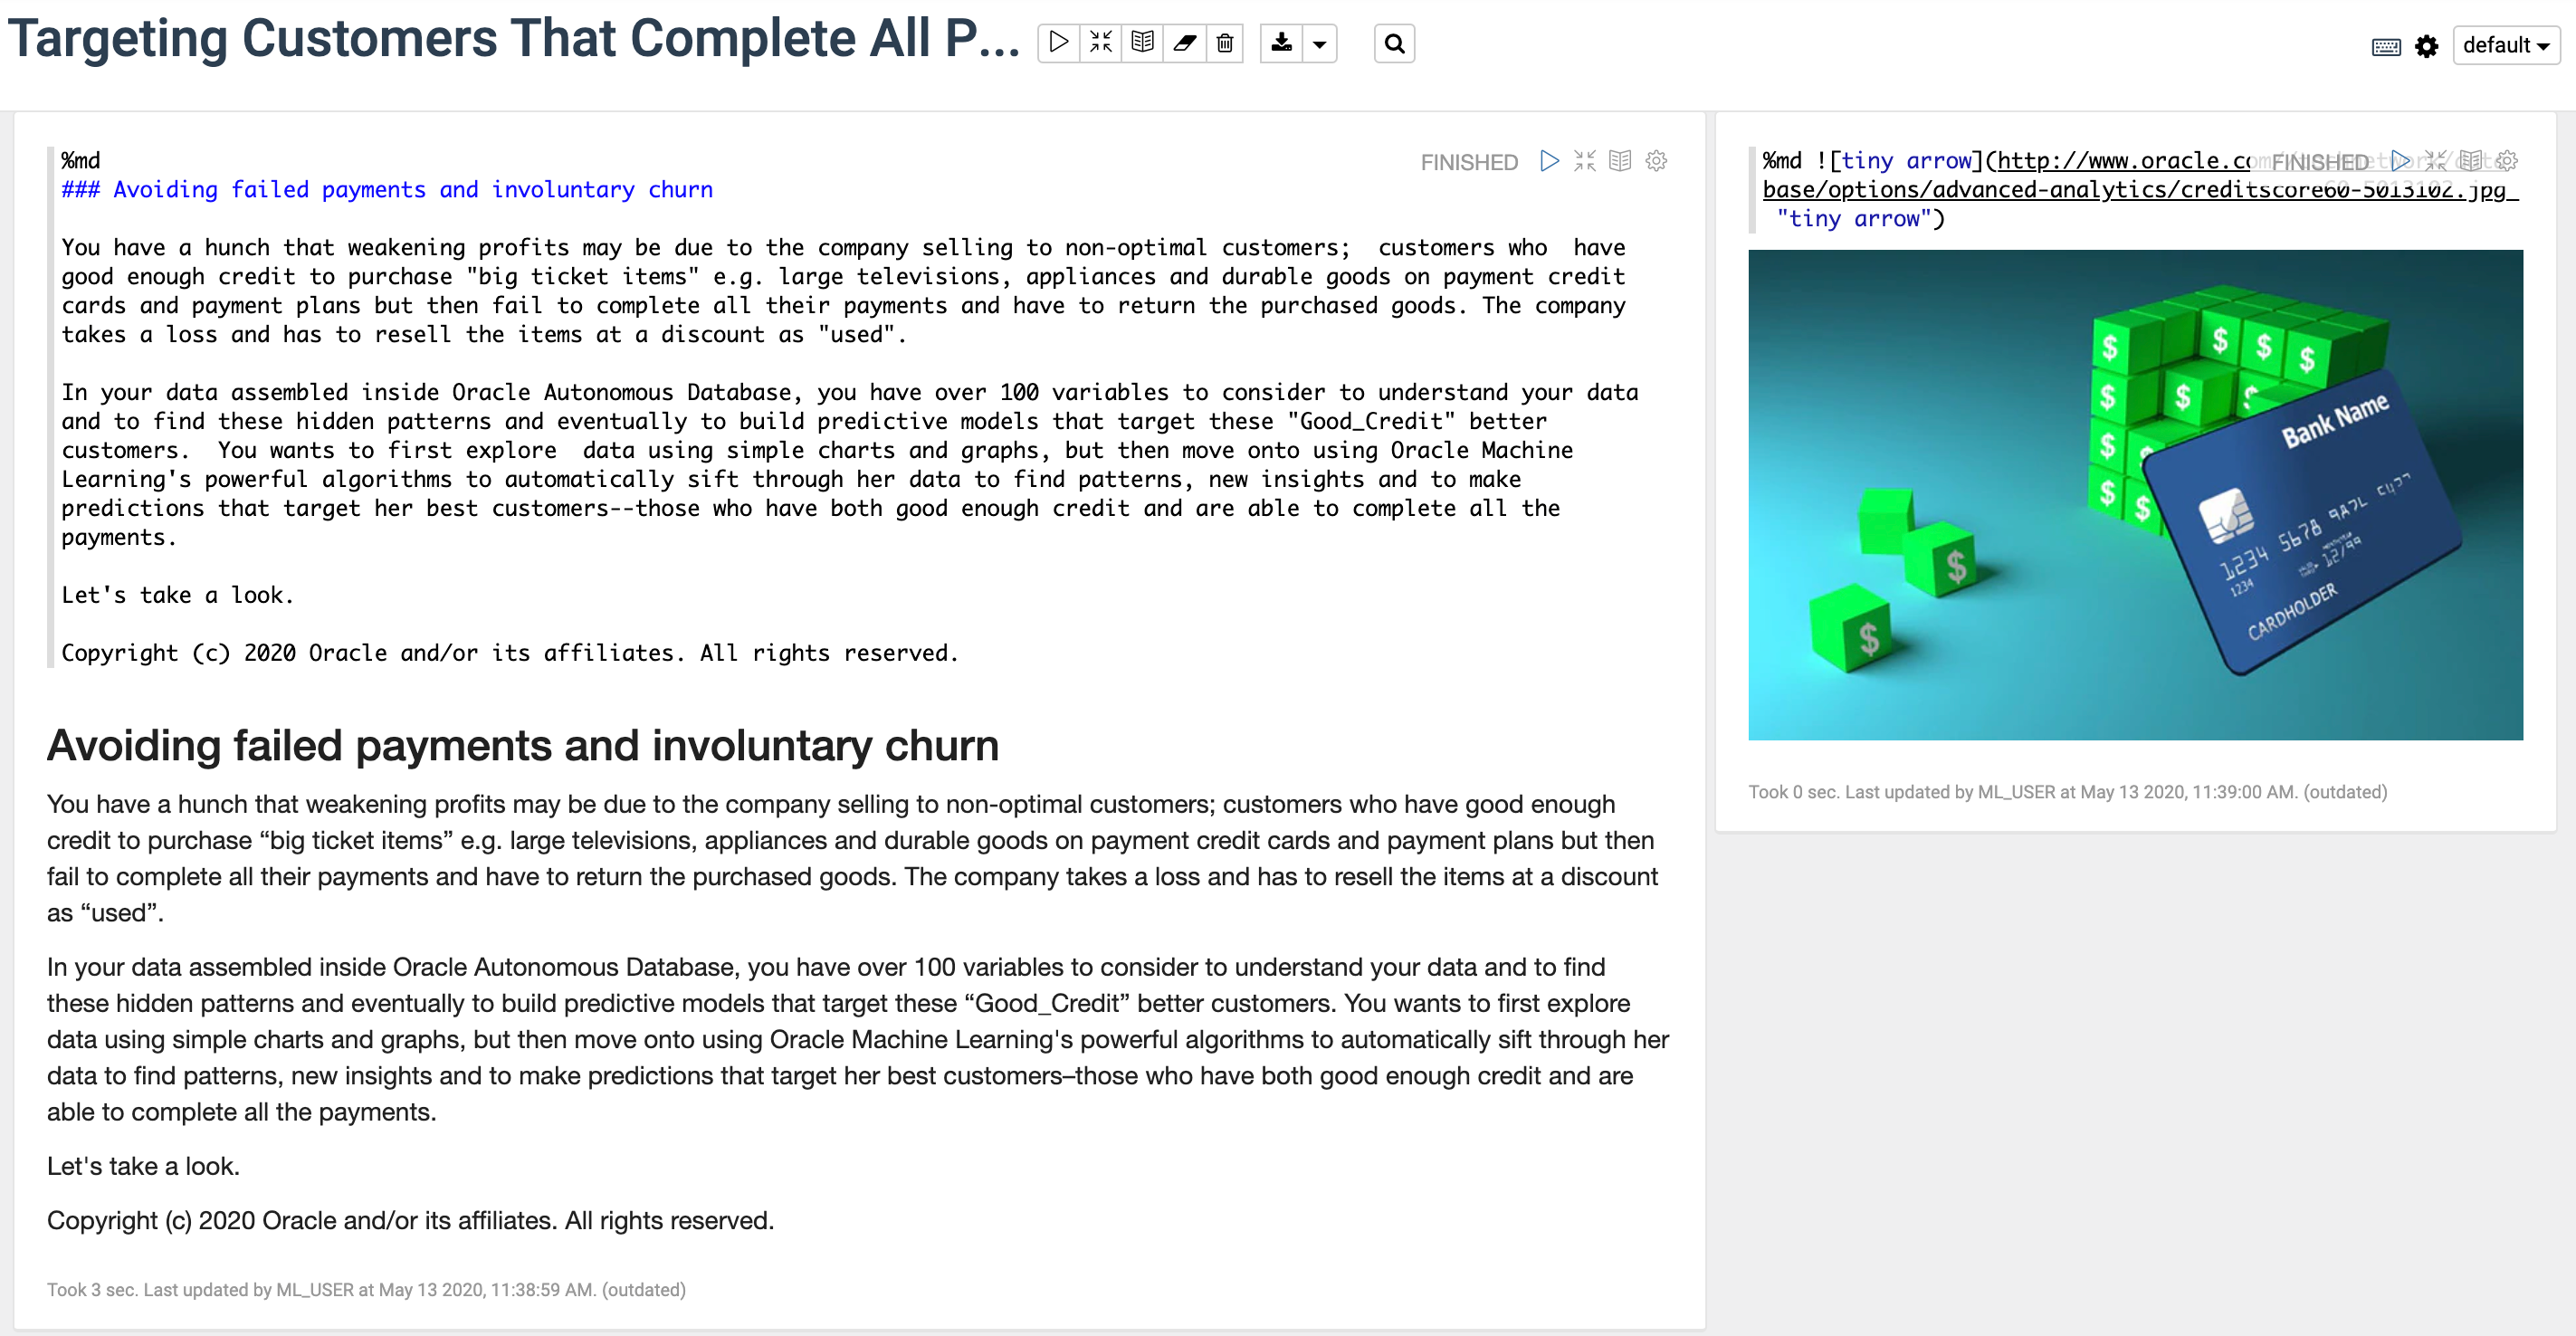 Targeting Customers That Complete All P...
default
%md
FINISHED
### Avoiding failed payments and involuntary churn
You have a hunch that weakening profits may be due to the company selling to non-optimal customers;  customers who  have
good enough credit to purchase "big ticket items" e.g. large televisions, appliances and durable goods on payment credit
cards and payment plans but then fail to complete all their payments and have to return the purchased goods. The company
takes a loss and has to resell the items at a discount as "used".
In your data assembled inside Oracle Autonomous Database, you have over 100 variables to consider to understand your data
and to find these hidden patterns and eventually to build predictive models that target these "Good_Credit" better
customers.  You wants to first explore  data using simple charts and graphs, but then move onto using Oracle Machine
Learning's powerful algorithms to automatically sift through her data to find patterns, new insights and to make
predictions that target her best customers--those who have both good enough credit and are able to complete all the
payments.
Let's take a look.
Copyright (c) 2020 Oracle and/or its affiliates. All rights reserved.
Avoiding failed payments and involuntary churn
You have a hunch that weakening profits may be due to the company selling to non-optimal customers; customers who have good enough
credit to purchase “big ticket items” e.g. large televisions, appliances and durable goods on payment credit cards and payment plans but then
fail to complete all their payments and have to return the purchased goods. The company takes a loss and has to resell the items at a discount
as “used”.
In your data assembled inside Oracle Autonomous Database, you have over 100 variables to consider to understand your data and to find
these hidden patterns and eventually to build predictive models that target these “Good_Credit” better customers. You wants to first explore
data using simple charts and graphs, but then move onto using Oracle Machine Learning's powerful algorithms to automatically sift through her
data to find patterns, new insights and to make predictions that target her best customers–those who have both good enough credit and are
able to complete all the payments.
Let's take a look.
Copyright (c) 2020 Oracle and/or its affiliates. All rights reserved.
Took 3 sec. Last updated by ML_USER at May 13 2020, 11:38:59 AM. (outdated)
%md ![tiny arrow](http://www.oracle.com
FINISHED
base/options/advanced-analytics/creditscore60-5013102.jpg
"tiny arrow")
$ $ $ $
$ $ $
$
$ $
$
$
Bank Name
1234 5678
1234
12/99
CARDHOLDER
Took 0 sec. Last updated by ML_USER at May 13 2020, 11:39:00 AM. (outdated)